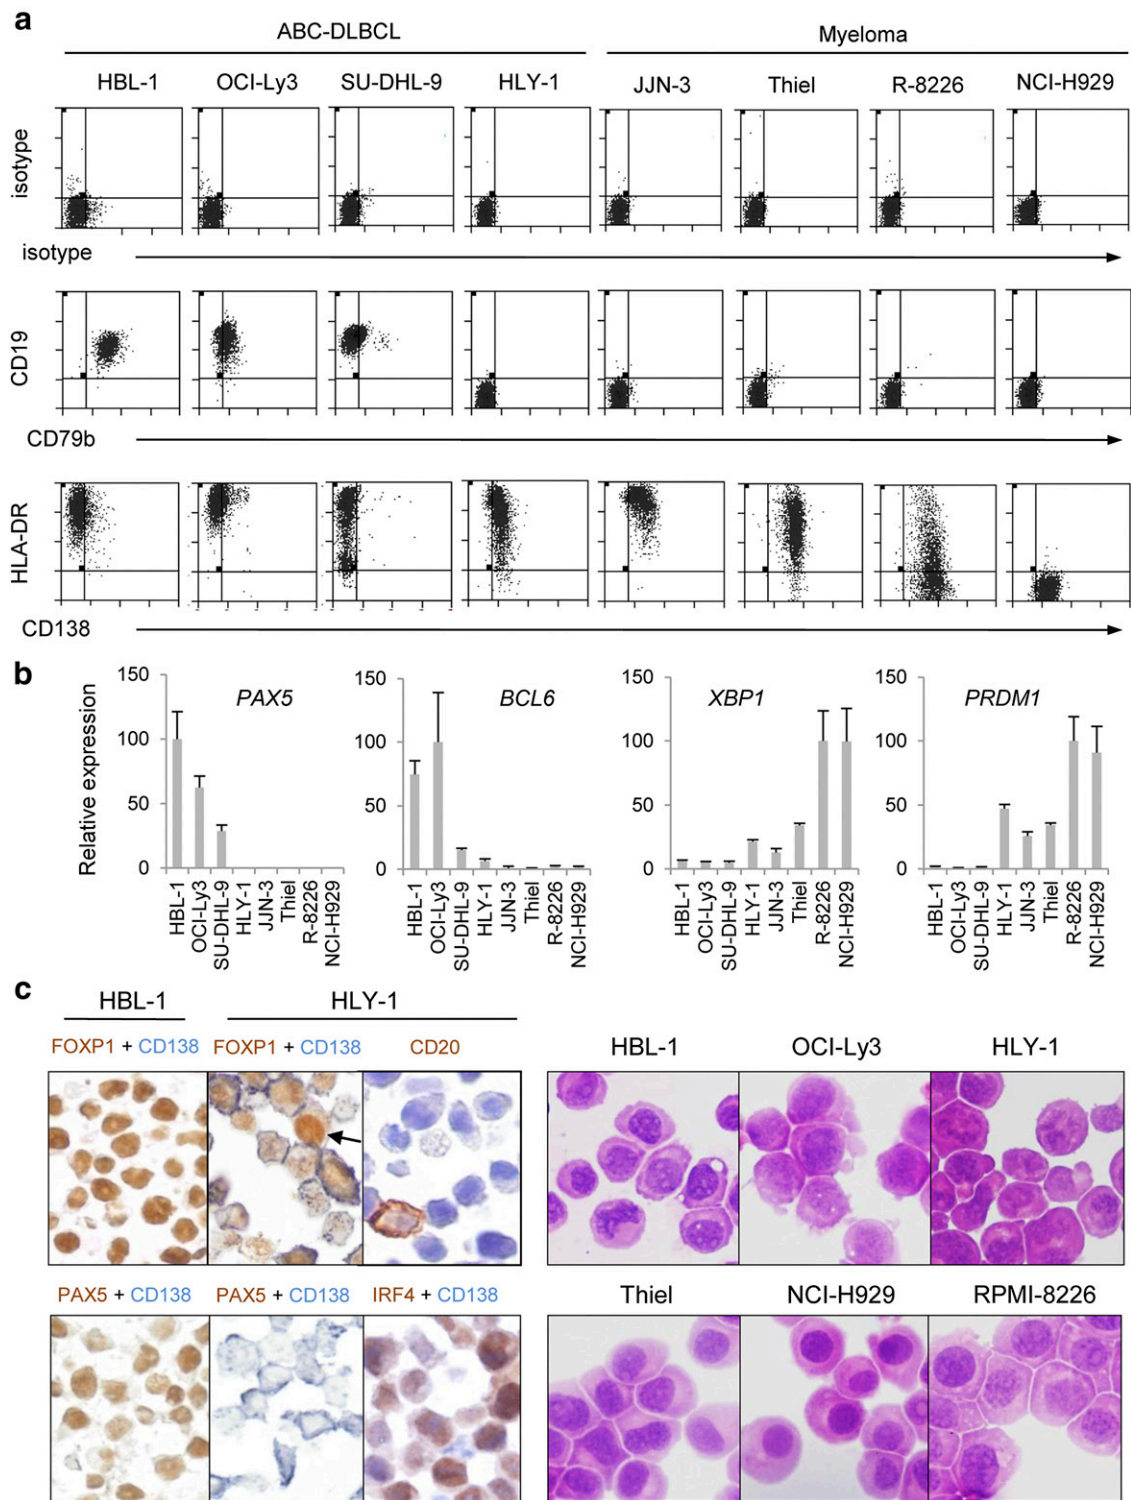 a
ABC-DLBCL Myeloma
HBL-1 OCI-Ly3 SU-DHL-9 HLY-1 JJN-3 Thiel R-8226 NCI-H929
isotype
isotype
CD19
CD79b
HLA-DR
CD138
b
Relative expression
150 PAX5 100 50 0
HBL-1 OCI-Ly3 SU-DHL-9 HLY-1 JJN-3 Thiel R-8226 NCI-H929
150 BCL6 100 50 0
HBL-1 OCI-Ly3 SU-DHL-9 HLY-1 JJN-3 Thiel R-8226 NCI-H929
150 XBP1 100 50 0
HBL-1 OCI-Ly3 SU-DHL-9 HLY-1 JJN-3 Thiel R-8226 NCI-H929
150 PRDM1 100 50 0
HBL-1 OCI-Ly3 SU-DHL-9 HLY-1 JJN-3 Thiel R-8226 NCI-H929
c
HBL-1 HLY-1
FOXP1 + CD138 FOXP1 + CD138 CD20
HBL-1 OCI-Ly3 HLY-1
PAX5 + CD138 PAX5 + CD138 IRF4 + CD138
Thiel NCI-H929 RPMI-8226